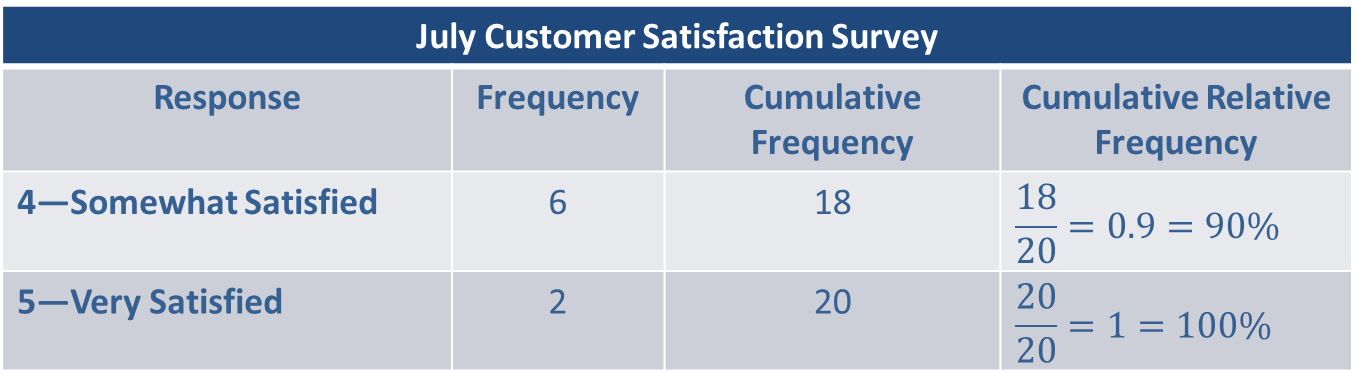 July Customer Satisfaction Survey
Response Frequency Cumulative Frequency Cumulative Relative Frequency
4—Somewhat Satisfied 6 18 18/20 = 0.9 = 90%
5—Very Satisfied 2 20 20/20 = 1 = 100%